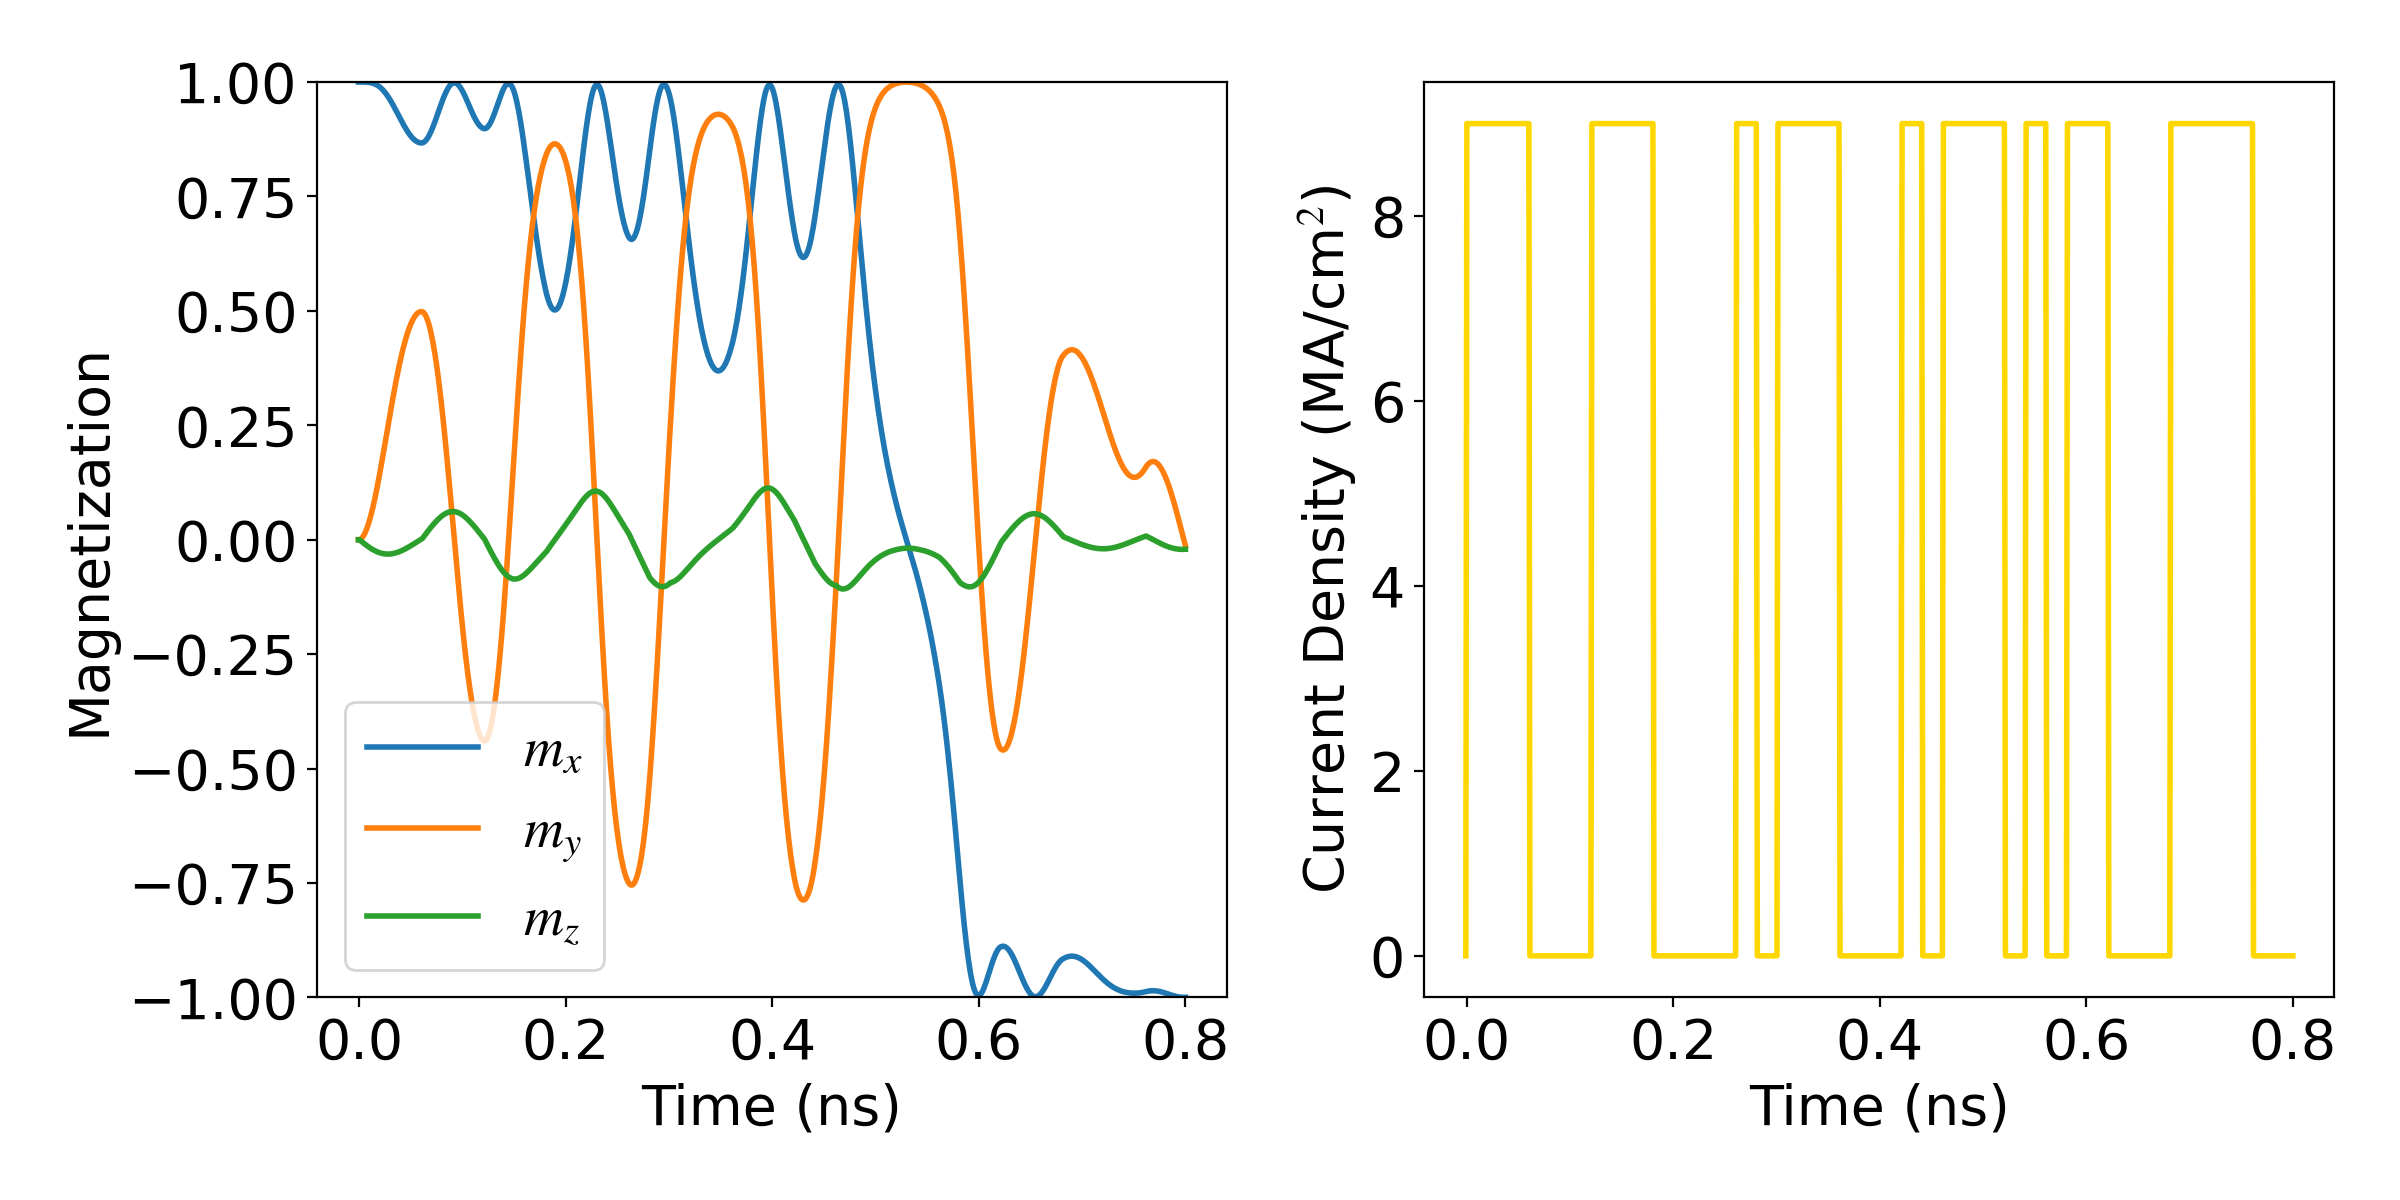 Magnetization
1.00
0.75
0.50
0.25
0.00
−0.25
−0.50
−0.75
−1.00
0.0 0.2 0.4 0.6 0.8
Time (ns)
m_x
m_y
m_z
Current Density (MA/cm²)
8
6
4
2
0
0.0 0.2 0.4 0.6 0.8
Time (ns)